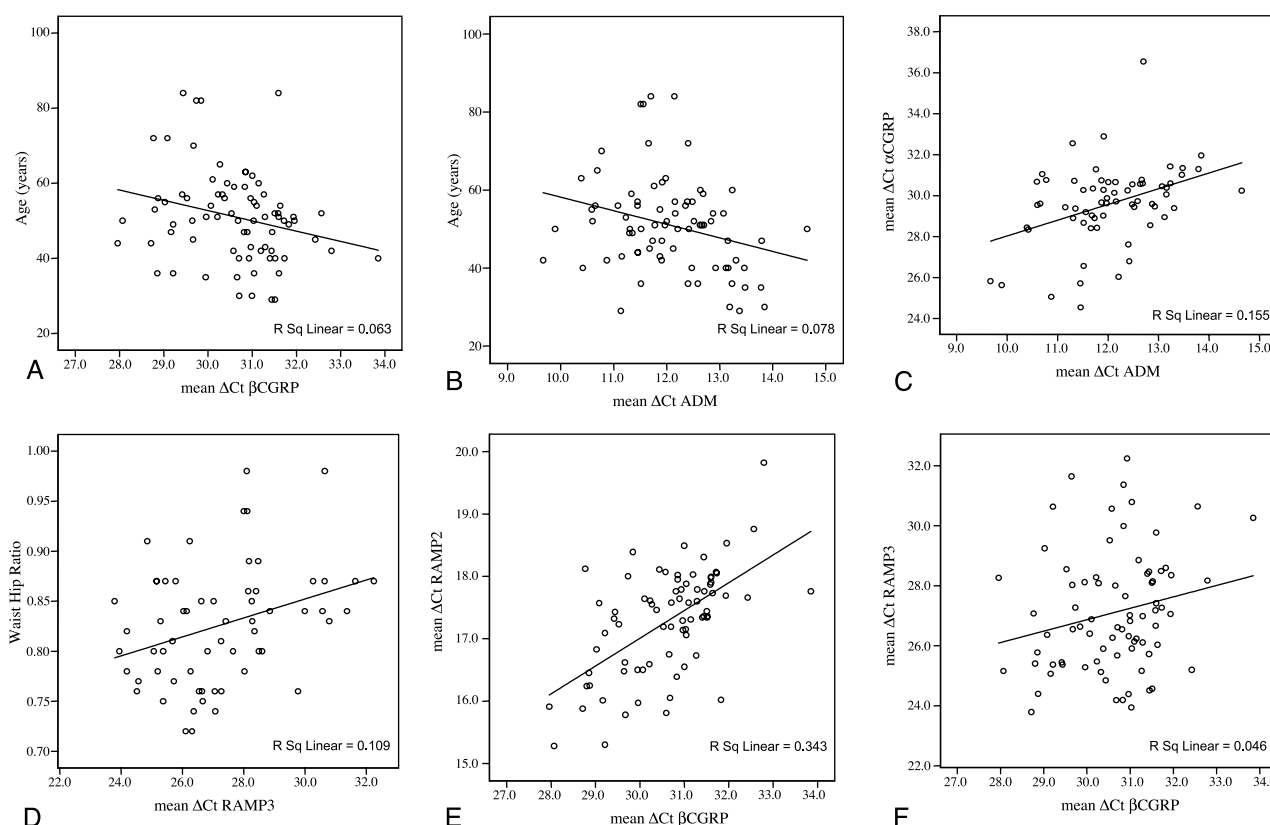 100
80
60
40
20
Age (years)
R Sq Linear = 0.063
27.0 28.0 29.0 30.0 31.0 32.0 33.0 34.0
A
mean ΔCt βCGRP
100
80
60
40
20
Age (years)
R Sq Linear = 0.078
9.0 10.0 11.0 12.0 13.0 14.0 15.0
B
mean ΔCt ADM
38.0
36.0
34.0
32.0
30.0
28.0
26.0
24.0
mean ΔCt αCGRP
R Sq Linear = 0.155
9.0 10.0 11.0 12.0 13.0 14.0 15.0
C
mean ΔCt ADM
1.00
0.95
0.90
0.85
0.80
0.75
0.70
Waist Hip Ratio
R Sq Linear = 0.109
22.0 24.0 26.0 28.0 30.0 32.0
D
mean ΔCt RAMP3
20.0
19.0
18.0
17.0
16.0
15.0
mean ΔCt RAMP2
R Sq Linear = 0.343
27.0 28.0 29.0 30.0 31.0 32.0 33.0 34.0
E
mean ΔCt βCGRP
32.0
30.0
28.0
26.0
24.0
22.0
mean ΔCt RAMP3
R Sq Linear = 0.046
27.0 28.0 29.0 30.0 31.0 32.0 33.0 34.0
F
mean ΔCt βCGRP